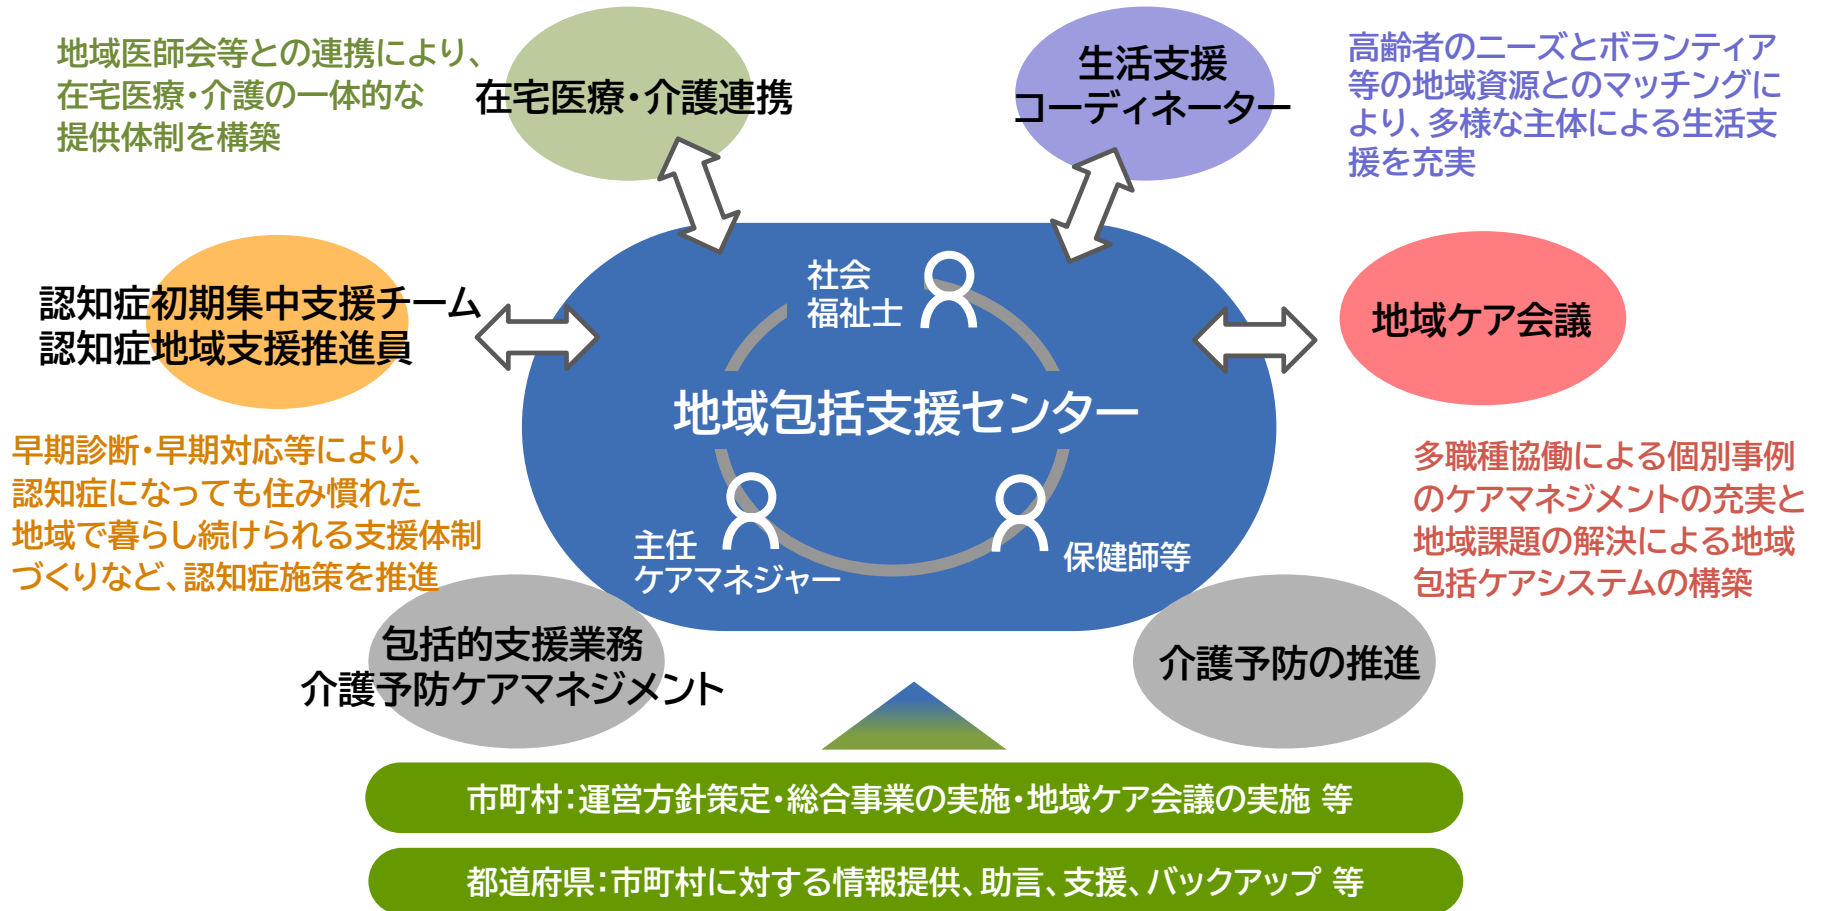 地域医師会等との連携により、
在宅医療・介護の一体的な
提供体制を構築
在宅医療・介護連携
生活支援
コーディネーター
高齢者のニーズとボランティア
等の地域資源とのマッチングに
より、多様な主体による生活支
援を充実
認知症初期集中支援チーム
認知症地域支援推進員
早期診断・早期対応等により、
認知症になっても住み慣れた
地域で暮らし続けられる支援体制
づくりなど、認知症施策を推進
社会
福祉士
地域包括支援センター
主任
ケアマネジャー
保健師等
地域ケア会議
多職種協働による個別事例
のケアマネジメントの充実と
地域課題の解決による地域
包括ケアシステムの構築
包括的支援業務
介護予防ケアマネジメント
介護予防の推進
市町村：運営方針策定・総合事業の実施・地域ケア会議の実施 等
都道府県：市町村に対する情報提供、助言、支援、バックアップ 等